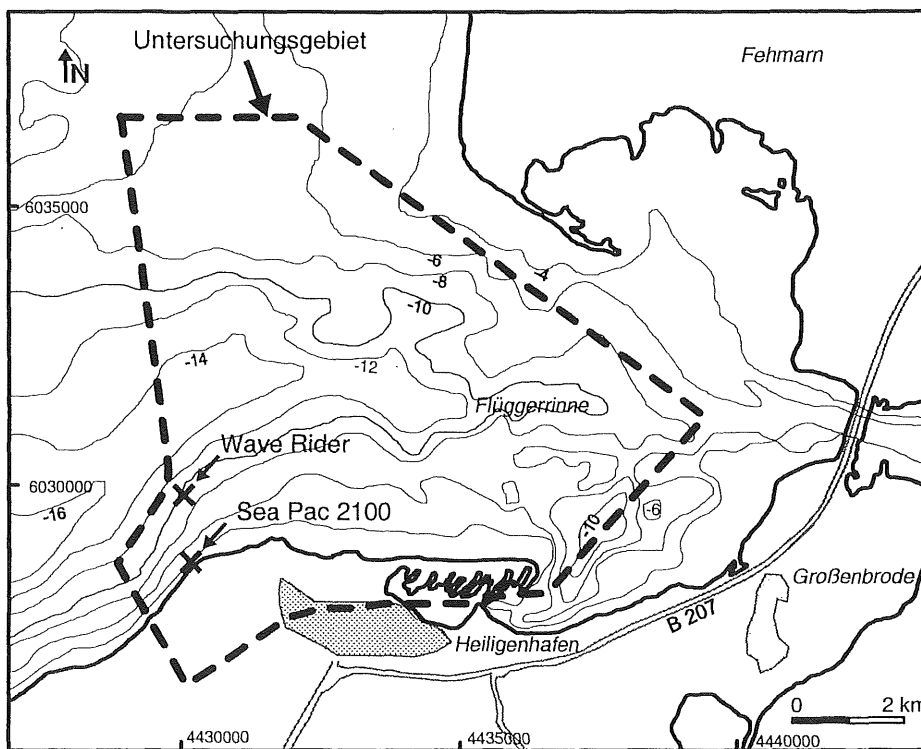 Untersuchungsgebiet
Fehmarn
N
6035000
-6
-4
-8
-10
-14
-12
Flüggerrinne
Wave Rider
6030000
-16
Sea Pac 2100
-10
-6
Großenbrode
B 207
Heiligenhafen
0 2 km
4430000
4435000
4440000